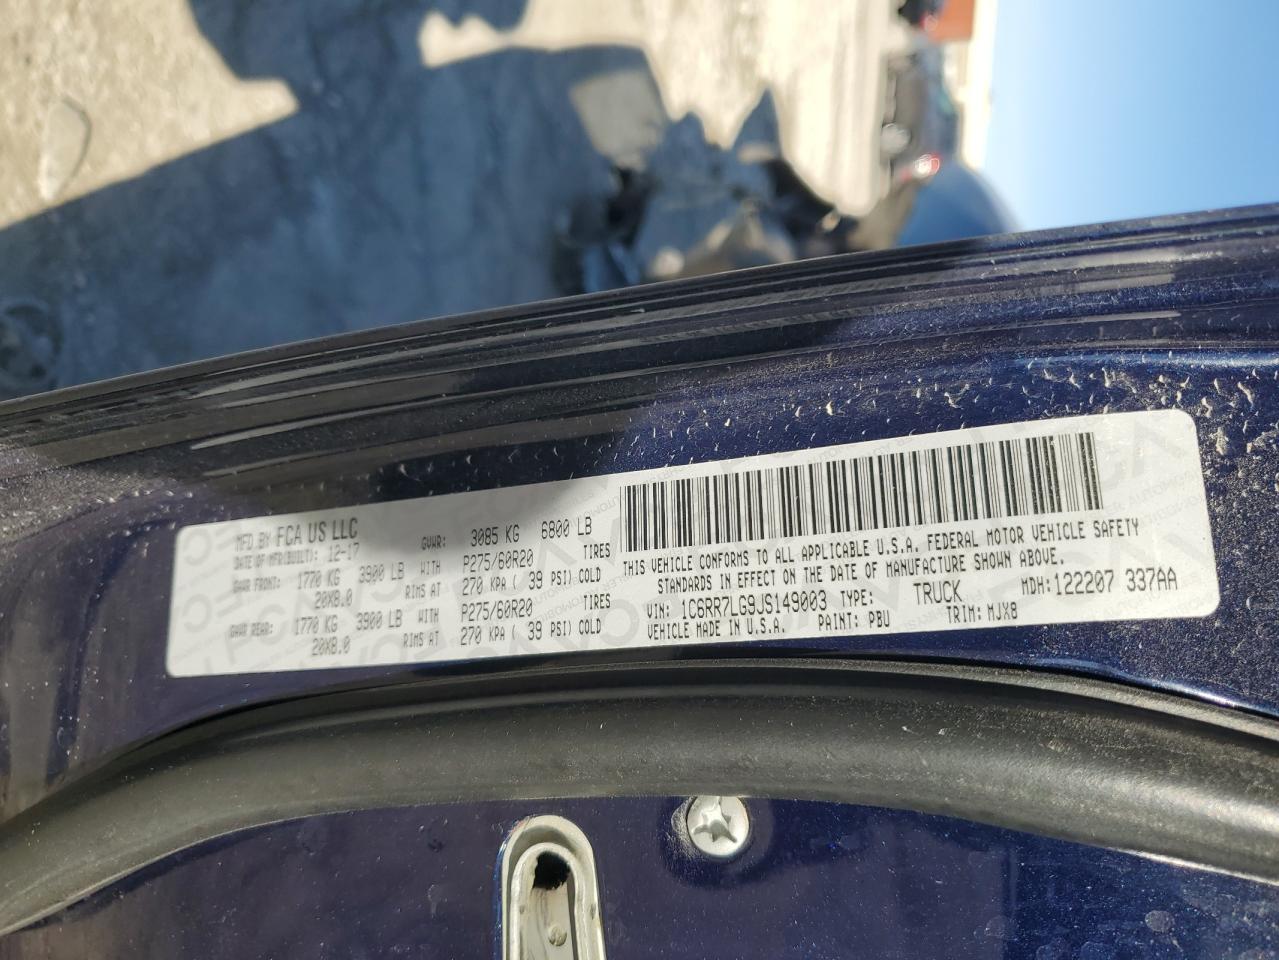 MFD BY FCA US LLC
DATE OF MFR(BUILT): 12-17 GVWR: 3085 KG 6800 LB
GAWR FRONT: 1770 KG 3900 LB WITH P275/60R20 TIRES
20X8.0 RIMS AT 270 KPA ( 39 PSI) COLD
GAWR REAR: 1770 KG 3900 LB WITH P275/60R20 TIRES
20X8.0 RIMS AT 270 KPA ( 39 PSI) COLD
THIS VEHICLE CONFORMS TO ALL APPLICABLE U.S.A. FEDERAL MOTOR VEHICLE SAFETY
STANDARDS IN EFFECT ON THE DATE OF MANUFACTURE SHOWN ABOVE.
VIN: 1C6RR7LG9JS149003 TYPE: TRUCK MDH: 122207 337AA
VEHICLE MADE IN U.S.A. PAINT: PBU TRIM: MJX8